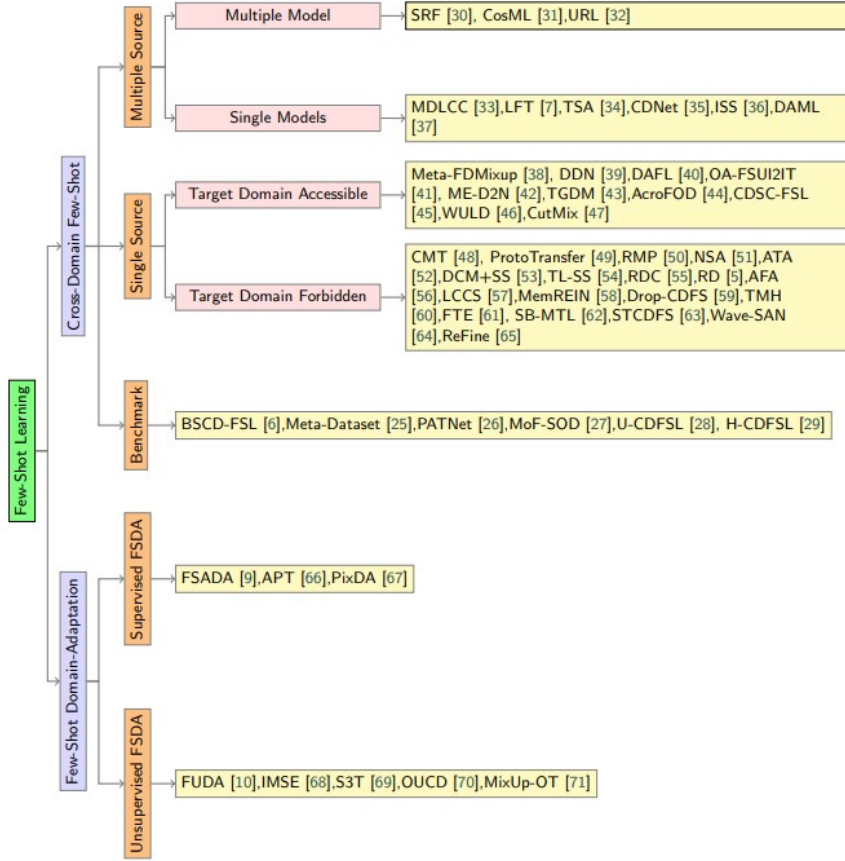 Few-Shot Learning
Cross-Domain Few-Shot
Multiple Source
Multiple Model
SRF [30], CosML [31],URL [32]
Single Models
MDLCC [33],LFT [7],TSA [34],CDNet [35],ISS [36],DAML
[37]
Single Source
Target Domain Accessible
Meta-FDMixup [38], DDN [39],DAFL [40],OA-FSUI2IT
[41], ME-D2N [42],TGDM [43],AcroFOD [44],CDSC-FSL
[45],WULD [46],CutMix [47]
Target Domain Forbidden
CMT [48], ProtoTransfer [49],RMP [50],NSA [51],ATA
[52],DCM+SS [53],TL-SS [54],RDC [55],RD [5],AFA
[56],LCCS [57],MemREIN [58],Drop-CDFS [59],TMH
[60],FTE [61], SB-MTL [62],STCDFS [63],Wave-SAN
[64],ReFine [65]
Benchmark
BSCD-FSL [6],Meta-Dataset [25],PATNet [26],MoF-SOD [27],U-CDFSL [28], H-CDFSL [29]
Few-Shot Domain-Adaptation
Supervised FSDA
FSADA [9],APT [66],PixDA [67]
Unsupervised FSDA
FUDA [10],IMSE [68],S3T [69],OUCD [70],MixUp-OT [71]